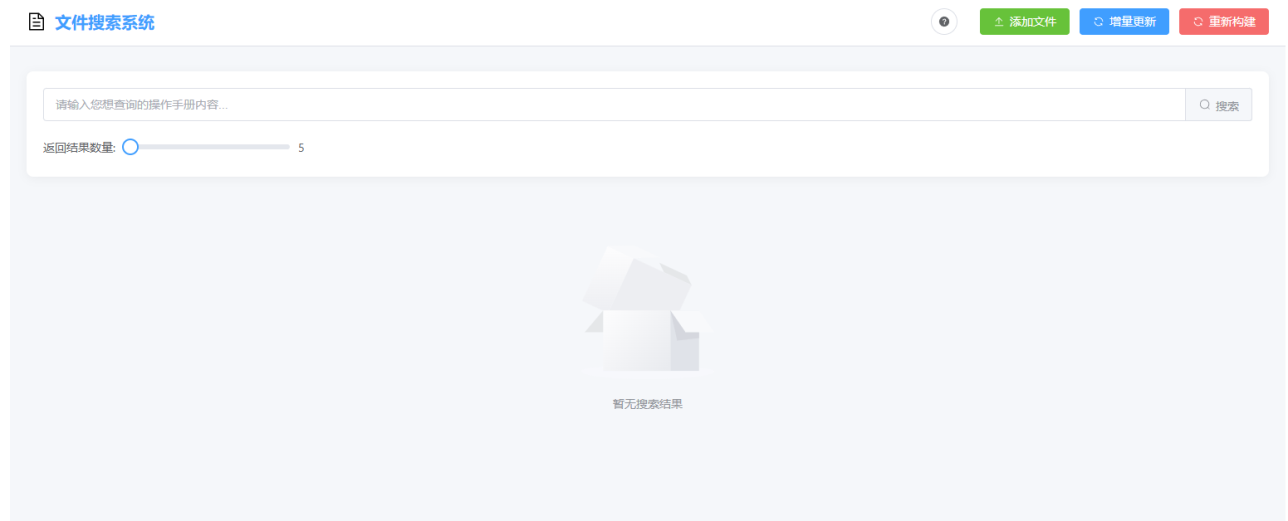 文件搜索系统
添加文件
增量更新
重新构建
请输入您想查询的操作手册内容...
搜索
返回结果数量: 5
暂无搜索结果